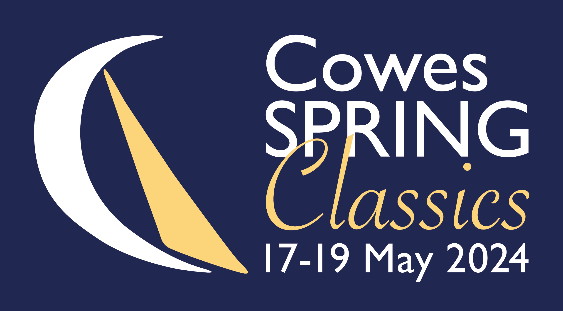 Cowes
SPRING
Classics
17-19 May 2024